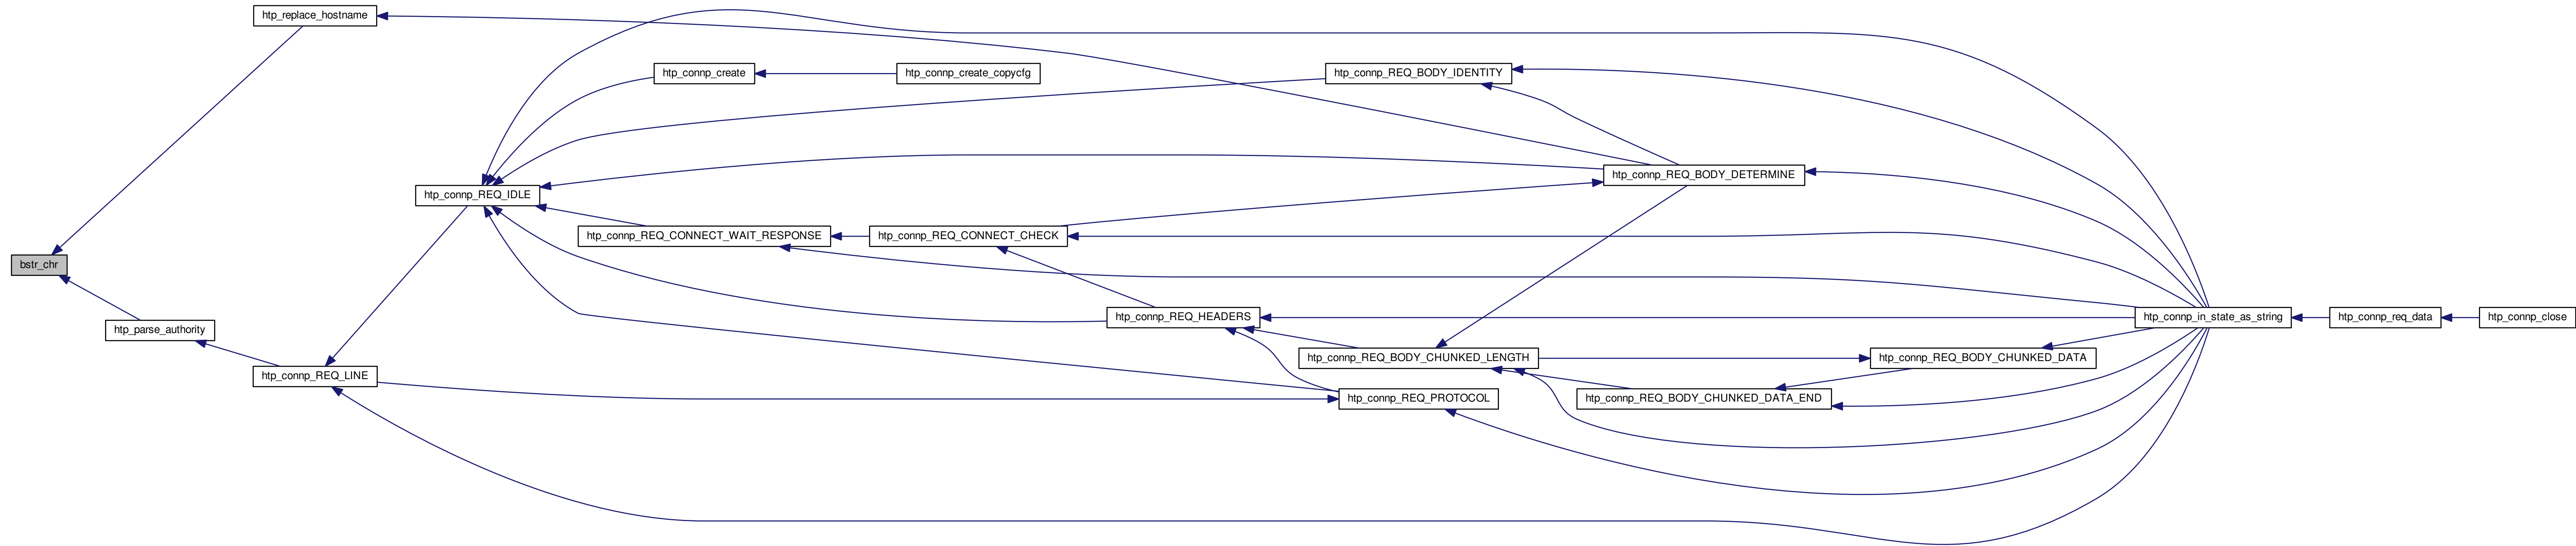 htp_replace_hostname
htp_connp_create
htp_connp_create_copycfg
htp_connp_REQ_BODY_IDENTITY
htp_connp_REQ_BODY_DETERMINE
htp_connp_REQ_IDLE
htp_connp_REQ_CONNECT_WAIT_RESPONSE
htp_connp_REQ_CONNECT_CHECK
bstr_chr
htp_connp_REQ_HEADERS
htp_connp_in_state_as_string
htp_connp_req_data
htp_connp_close
htp_parse_authority
htp_connp_REQ_BODY_CHUNKED_LENGTH
htp_connp_REQ_BODY_CHUNKED_DATA
htp_connp_REQ_LINE
htp_connp_REQ_PROTOCOL
htp_connp_REQ_BODY_CHUNKED_DATA_END